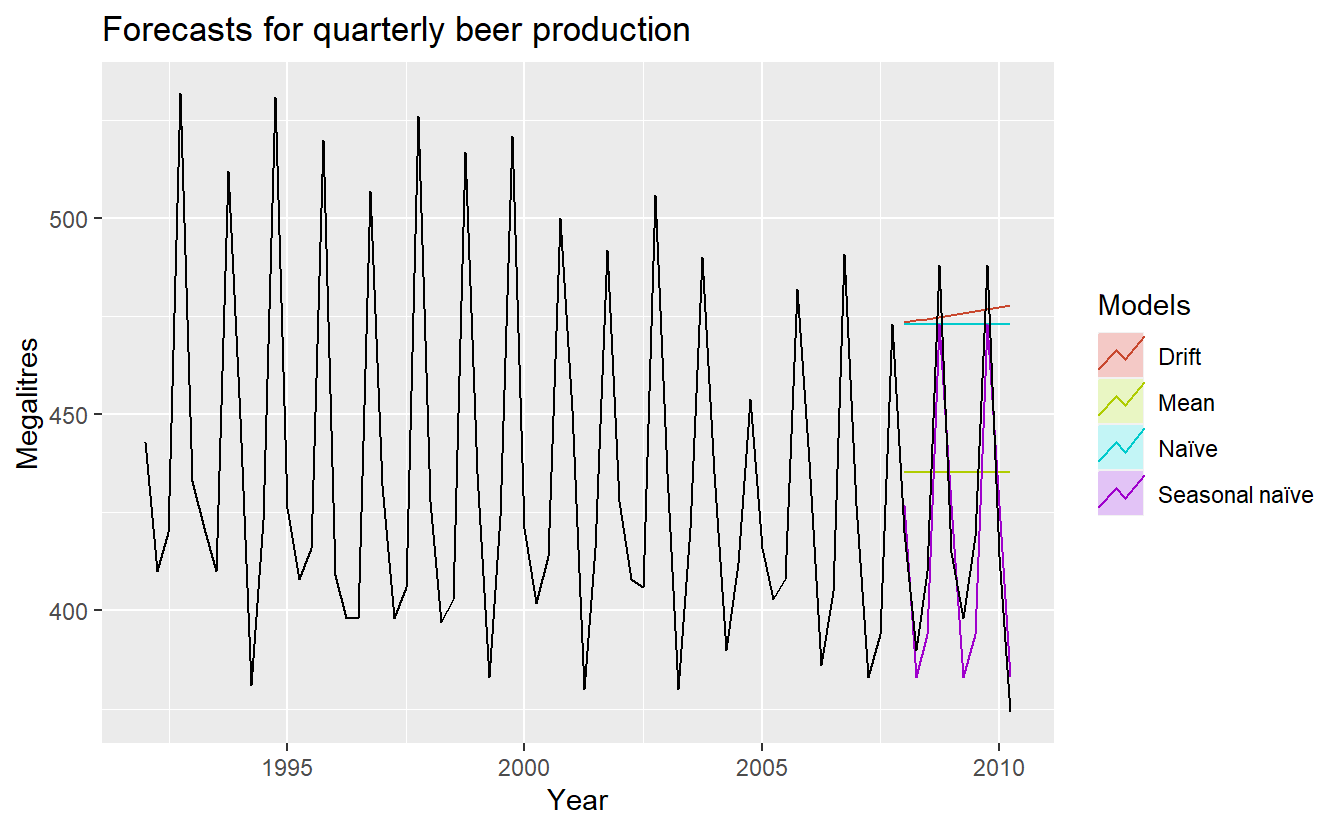 Forecasts for quarterly beer production
Megalitres
500
450
400
1995
2000
2005
2010
Year
Models
Drift
Mean
Naïve
Seasonal naïve